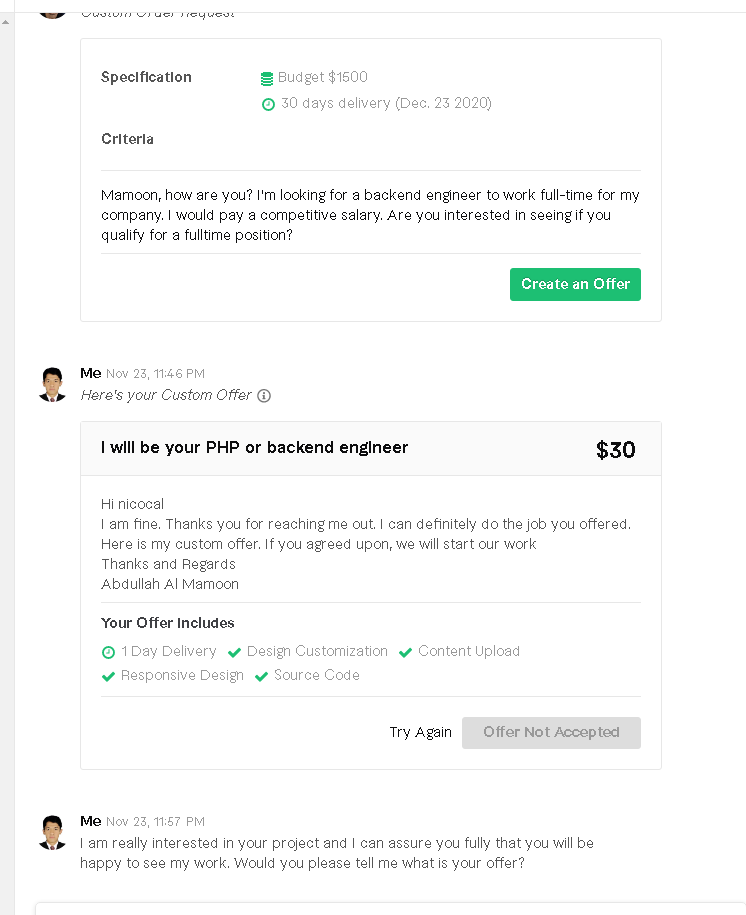 Custom Order Request
Specification
Budget $1500
30 days delivery (Dec. 23 2020)
Criteria
Mamoon, how are you? I'm looking for a backend engineer to work full-time for my
company. I would pay a competitive salary. Are you interested in seeing if you
qualify for a fulltime position?
Create an Offer
Me Nov 23, 11:46 PM
Here's your Custom Offer
I will be your PHP or backend engineer $30
Hi nicocal
I am fine. Thanks you for reaching me out. I can definitely do the job you offered.
Here is my custom offer. If you agreed upon, we will start our work
Thanks and Regards
Abdullah Al Mamoon
Your Offer Includes
1 Day Delivery Design Customization Content Upload
Responsive Design Source Code
Try Again Offer Not Accepted
Me Nov 23, 11:57 PM
I am really interested in your project and I can assure you fully that you will be
happy to see my work. Would you please tell me what is your offer?